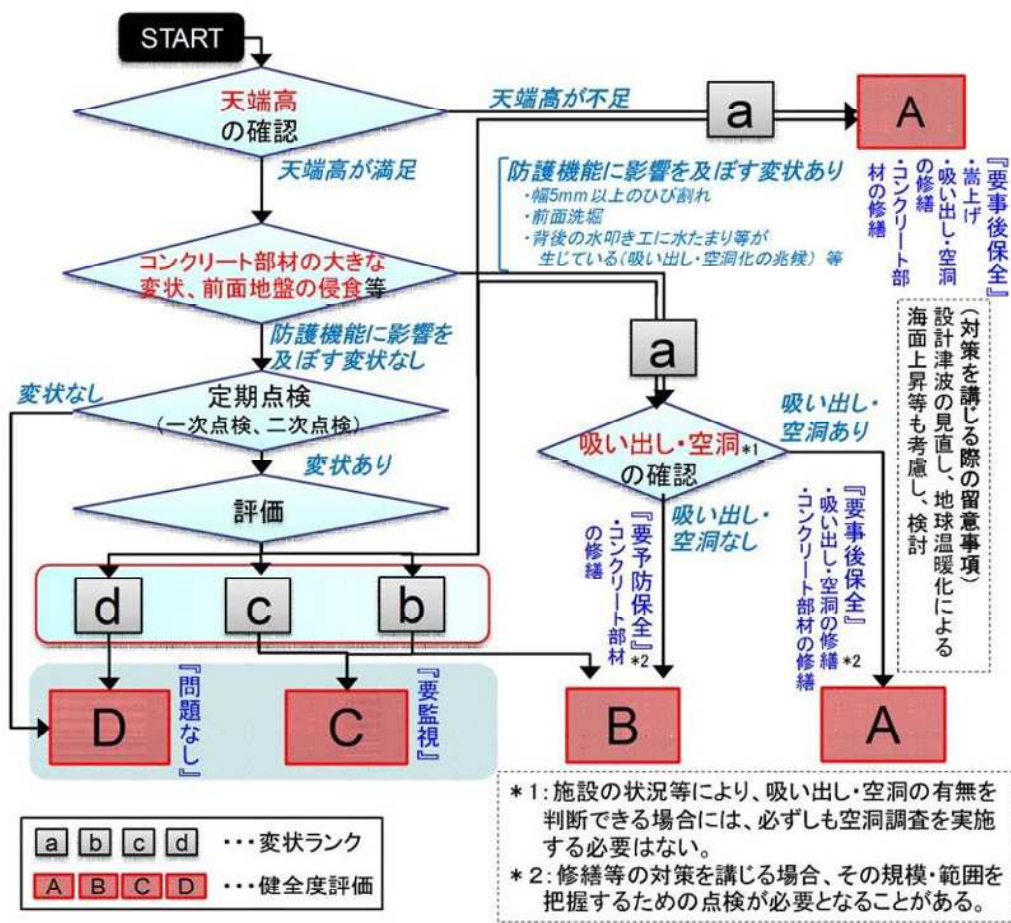 START
天端高
の確認
天端高が不足
a
A
『要事後保全』
・嵩上げ
・吸い出し・空洞
の修繕
・コンクリート部
材の修繕
天端高が満足
防護機能に影響を及ぼす変状あり
・幅5mm以上のひび割れ
・前面洗堀
・背後の水叩き工に水たまり等が
生じている(吸い出し・空洞化の兆候) 等
コンクリート部材の大きな
変状、前面地盤の侵食等
防護機能に影響を
及ぼす変状なし
a
(対策を講じる際の留意事項)
設計津波の見直し、地球温暖化による
海面上昇等も考慮し、検討
変状なし
定期点検
(一次点検、二次点検)
変状あり
吸い出し・空洞*1
の確認
吸い出し・
空洞あり
吸い出し・
空洞なし
評価
d
c
b
『要予防保全』*2
・コンクリート部材
の修繕
『要事後保全』*2
・吸い出し・空洞の修繕
・コンクリート部材の修繕
D
『問題なし』
C
『要監視』
B
A
a b c d ・・・変状ランク
A B C D ・・・健全度評価
*1:施設の状況等により、吸い出し・空洞の有無を
判断できる場合には、必ずしも空洞調査を実施
する必要はない。
*2:修繕等の対策を講じる場合、その規模・範囲を
把握するための点検が必要となることがある。